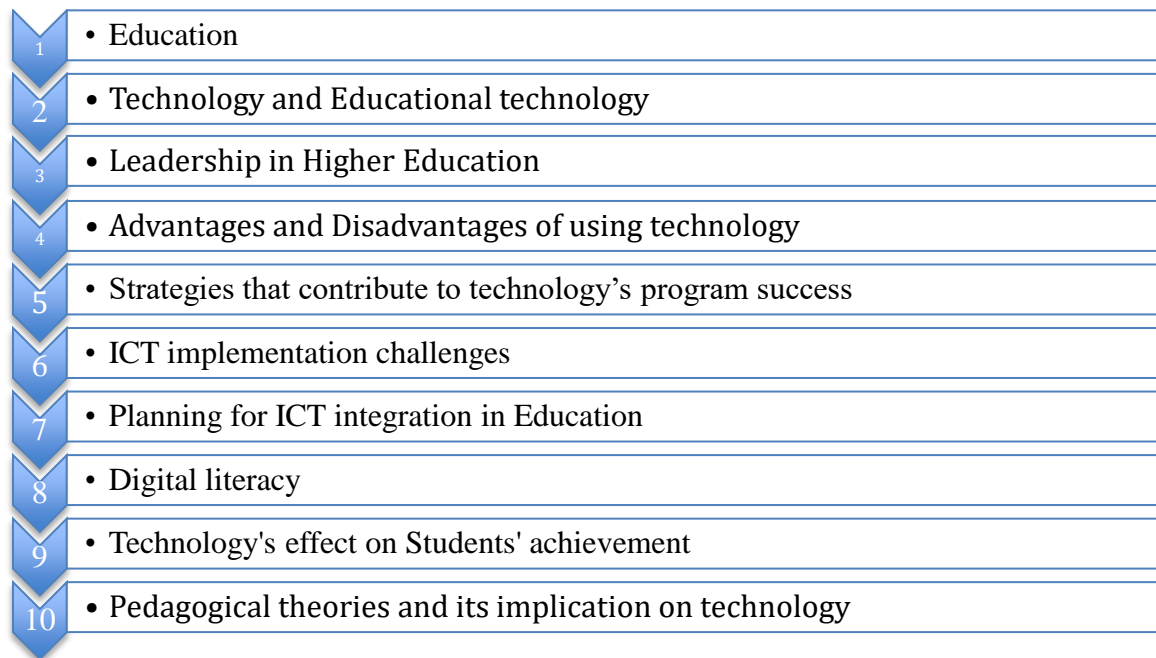 1 • Education
2 • Technology and Educational technology
3 • Leadership in Higher Education
4 • Advantages and Disadvantages of using technology
5 • Strategies that contribute to technology’s program success
6 • ICT implementation challenges
7 • Planning for ICT integration in Education
8 • Digital literacy
9 • Technology's effect on Students' achievement
10 • Pedagogical theories and its implication on technology